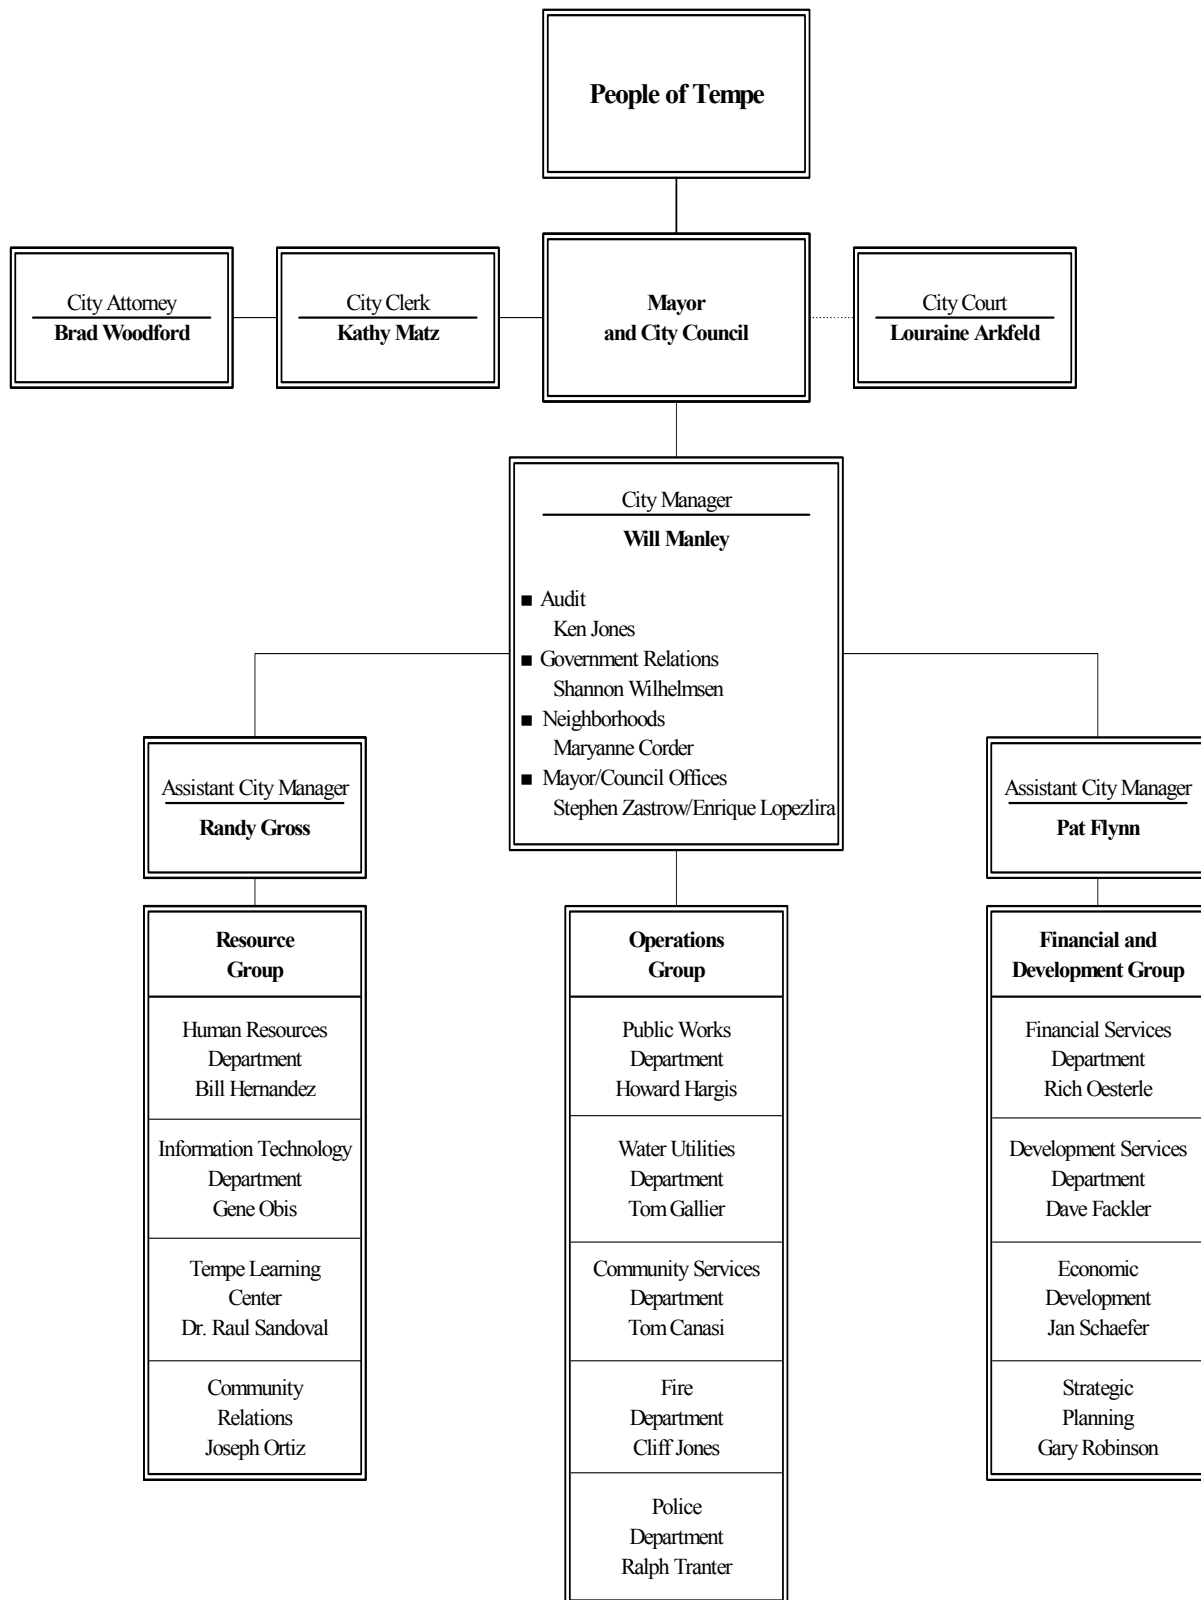 People of Tempe
City Attorney
Brad Woodford
City Clerk
Kathy Matz
Mayor
and City Council
City Court
Louraine Arkfeld
City Manager
Will Manley
■ Audit
Ken Jones
■ Government Relations
Shannon Wilhelmsen
■ Neighborhoods
Maryanne Corder
■ Mayor/Council Offices
Stephen Zastrow/Enrique Lopezlira
Assistant City Manager
Randy Gross
Assistant City Manager
Pat Flynn
Resource
Group
Human Resources
Department
Bill Hernandez
Information Technology
Department
Gene Obis
Tempe Learning
Center
Dr. Raul Sandoval
Community
Relations
Joseph Ortiz
Operations
Group
Public Works
Department
Howard Hargis
Water Utilities
Department
Tom Gallier
Community Services
Department
Tom Canasi
Fire
Department
Cliff Jones
Police
Department
Ralph Tranter
Financial and
Development Group
Financial Services
Department
Rich Oesterle
Development Services
Department
Dave Fackler
Economic
Development
Jan Schaefer
Strategic
Planning
Gary Robinson